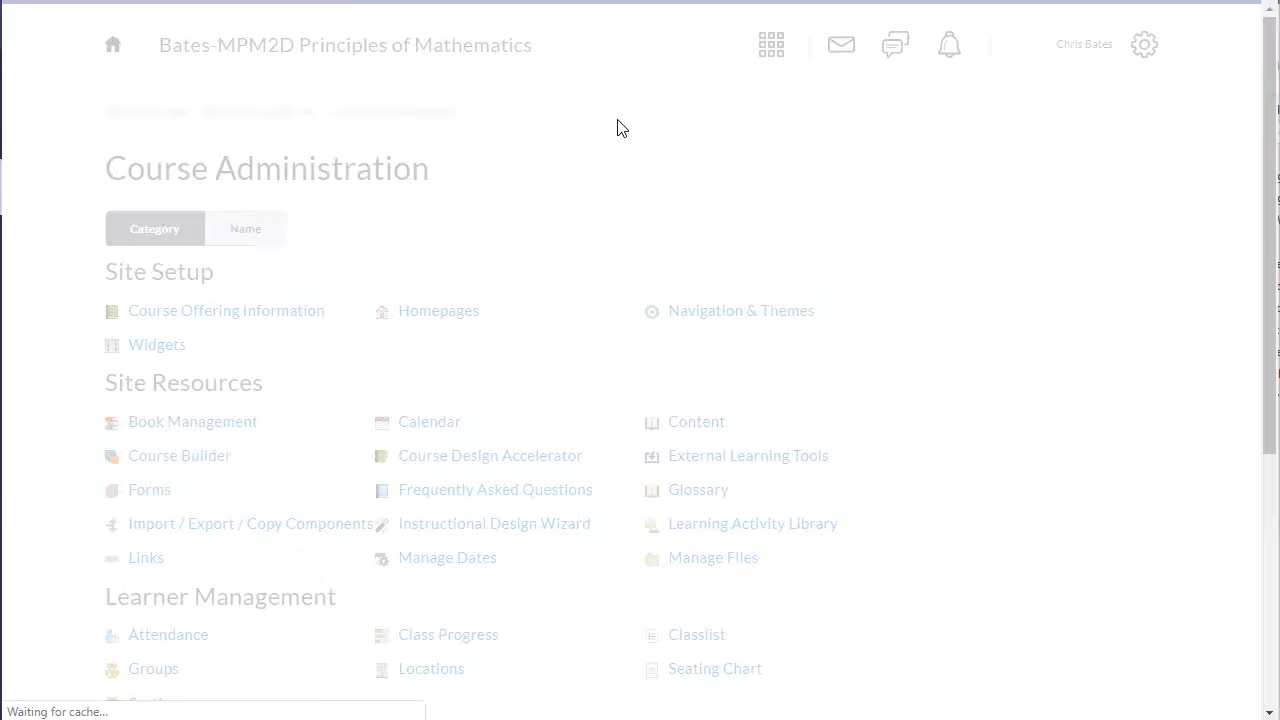 Bates-MPM2D Principles of Mathematics
Chris Bates
Course Administration
Category Name
Site Setup
Course Offering Information Homepages Navigation & Themes
Widgets
Site Resources
Book Management Calendar Content
Course Builder Course Design Accelerator External Learning Tools
Forms Frequently Asked Questions Glossary
Import / Export / Copy Components Instructional Design Wizard Learning Activity Library
Links Manage Dates Manage Files
Learner Management
Attendance Class Progress Classlist
Groups Locations Seating Chart
Waiting for cache...